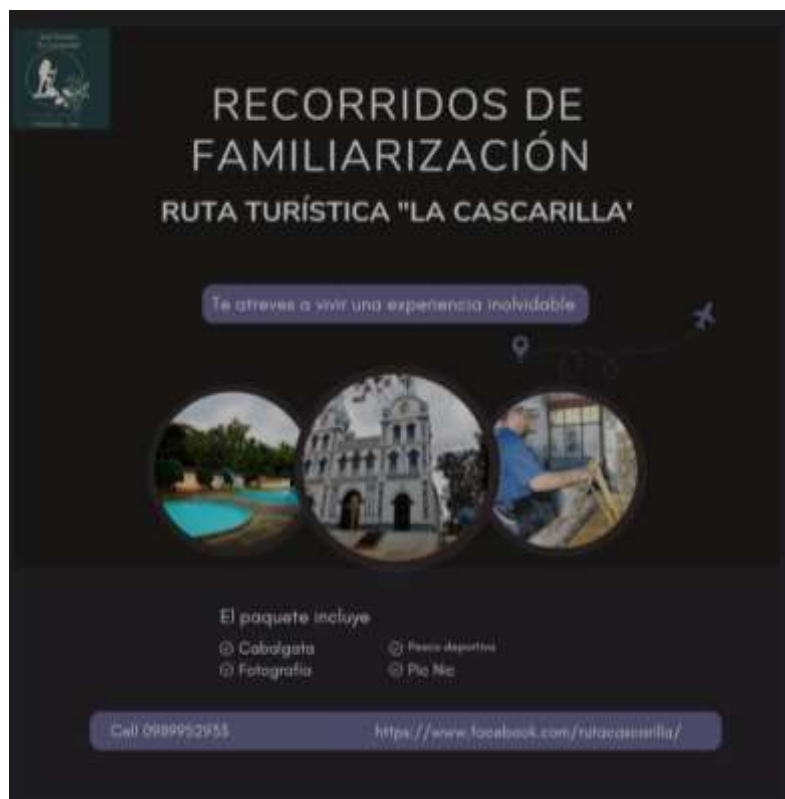 RECORRIDOS DE
FAMILIARIZACIÓN
RUTA TURÍSTICA "LA CASCARILLA'
Te atreves a vivir una experiencia inolvidable
El paquete incluye
Cabalgata
Pesca deportiva
Fotografía
Pic Nic
Cell 0989952953
https://www.facebook.com/rutacascarilla/